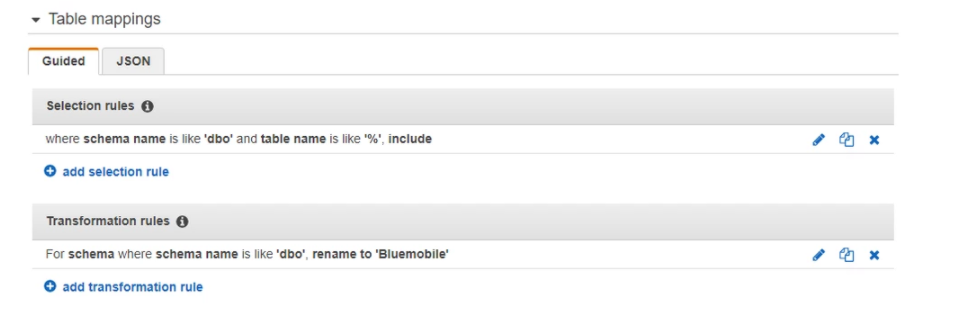 Table mappings
Guided JSON
Selection rules
where schema name is like 'dbo' and table name is like '%', include
add selection rule
Transformation rules
For schema where schema name is like 'dbo', rename to 'Bluemobile'
add transformation rule